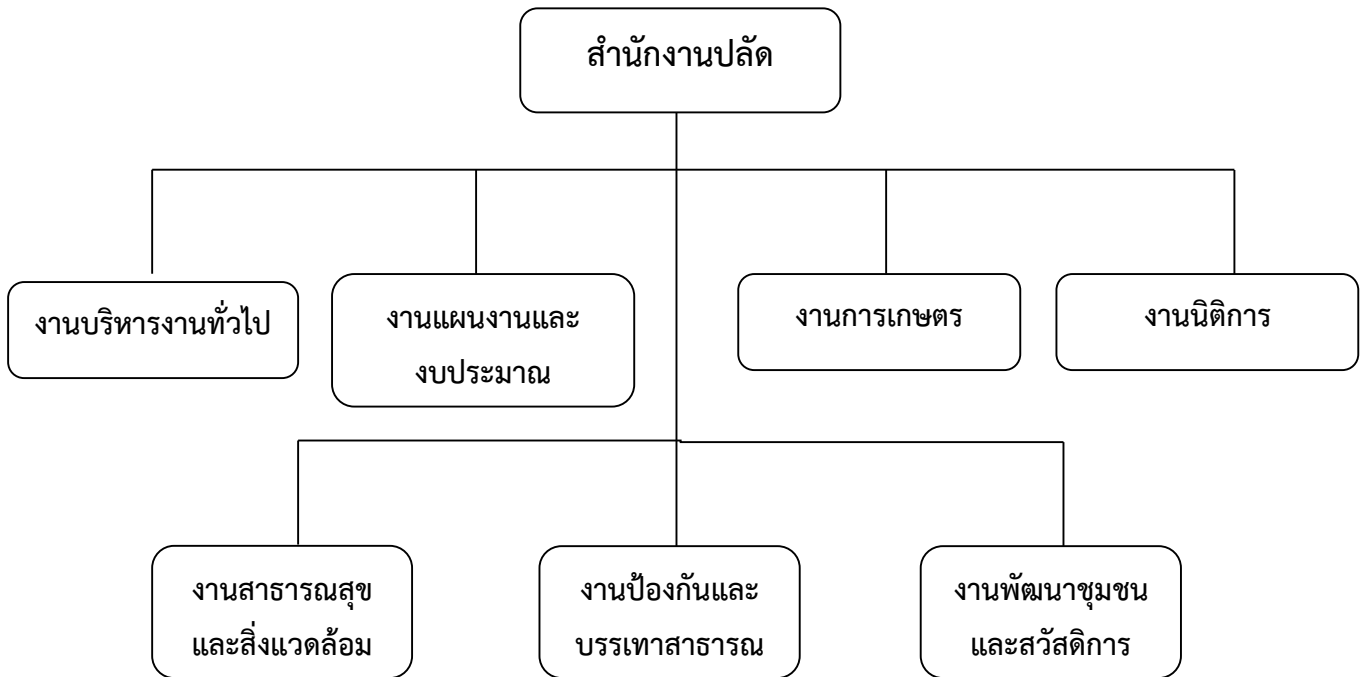 สำนักงานปลัด
งานบริหารงานทั่วไป
งานแผนงานและ
งบประมาณ
งานการเกษตร
งานนิติการ
งานสาธารณสุข
และสิ่งแวดล้อม
งานป้องกันและ
บรรเทาสาธารณ
งานพัฒนาชุมชน
และสวัสดิการ